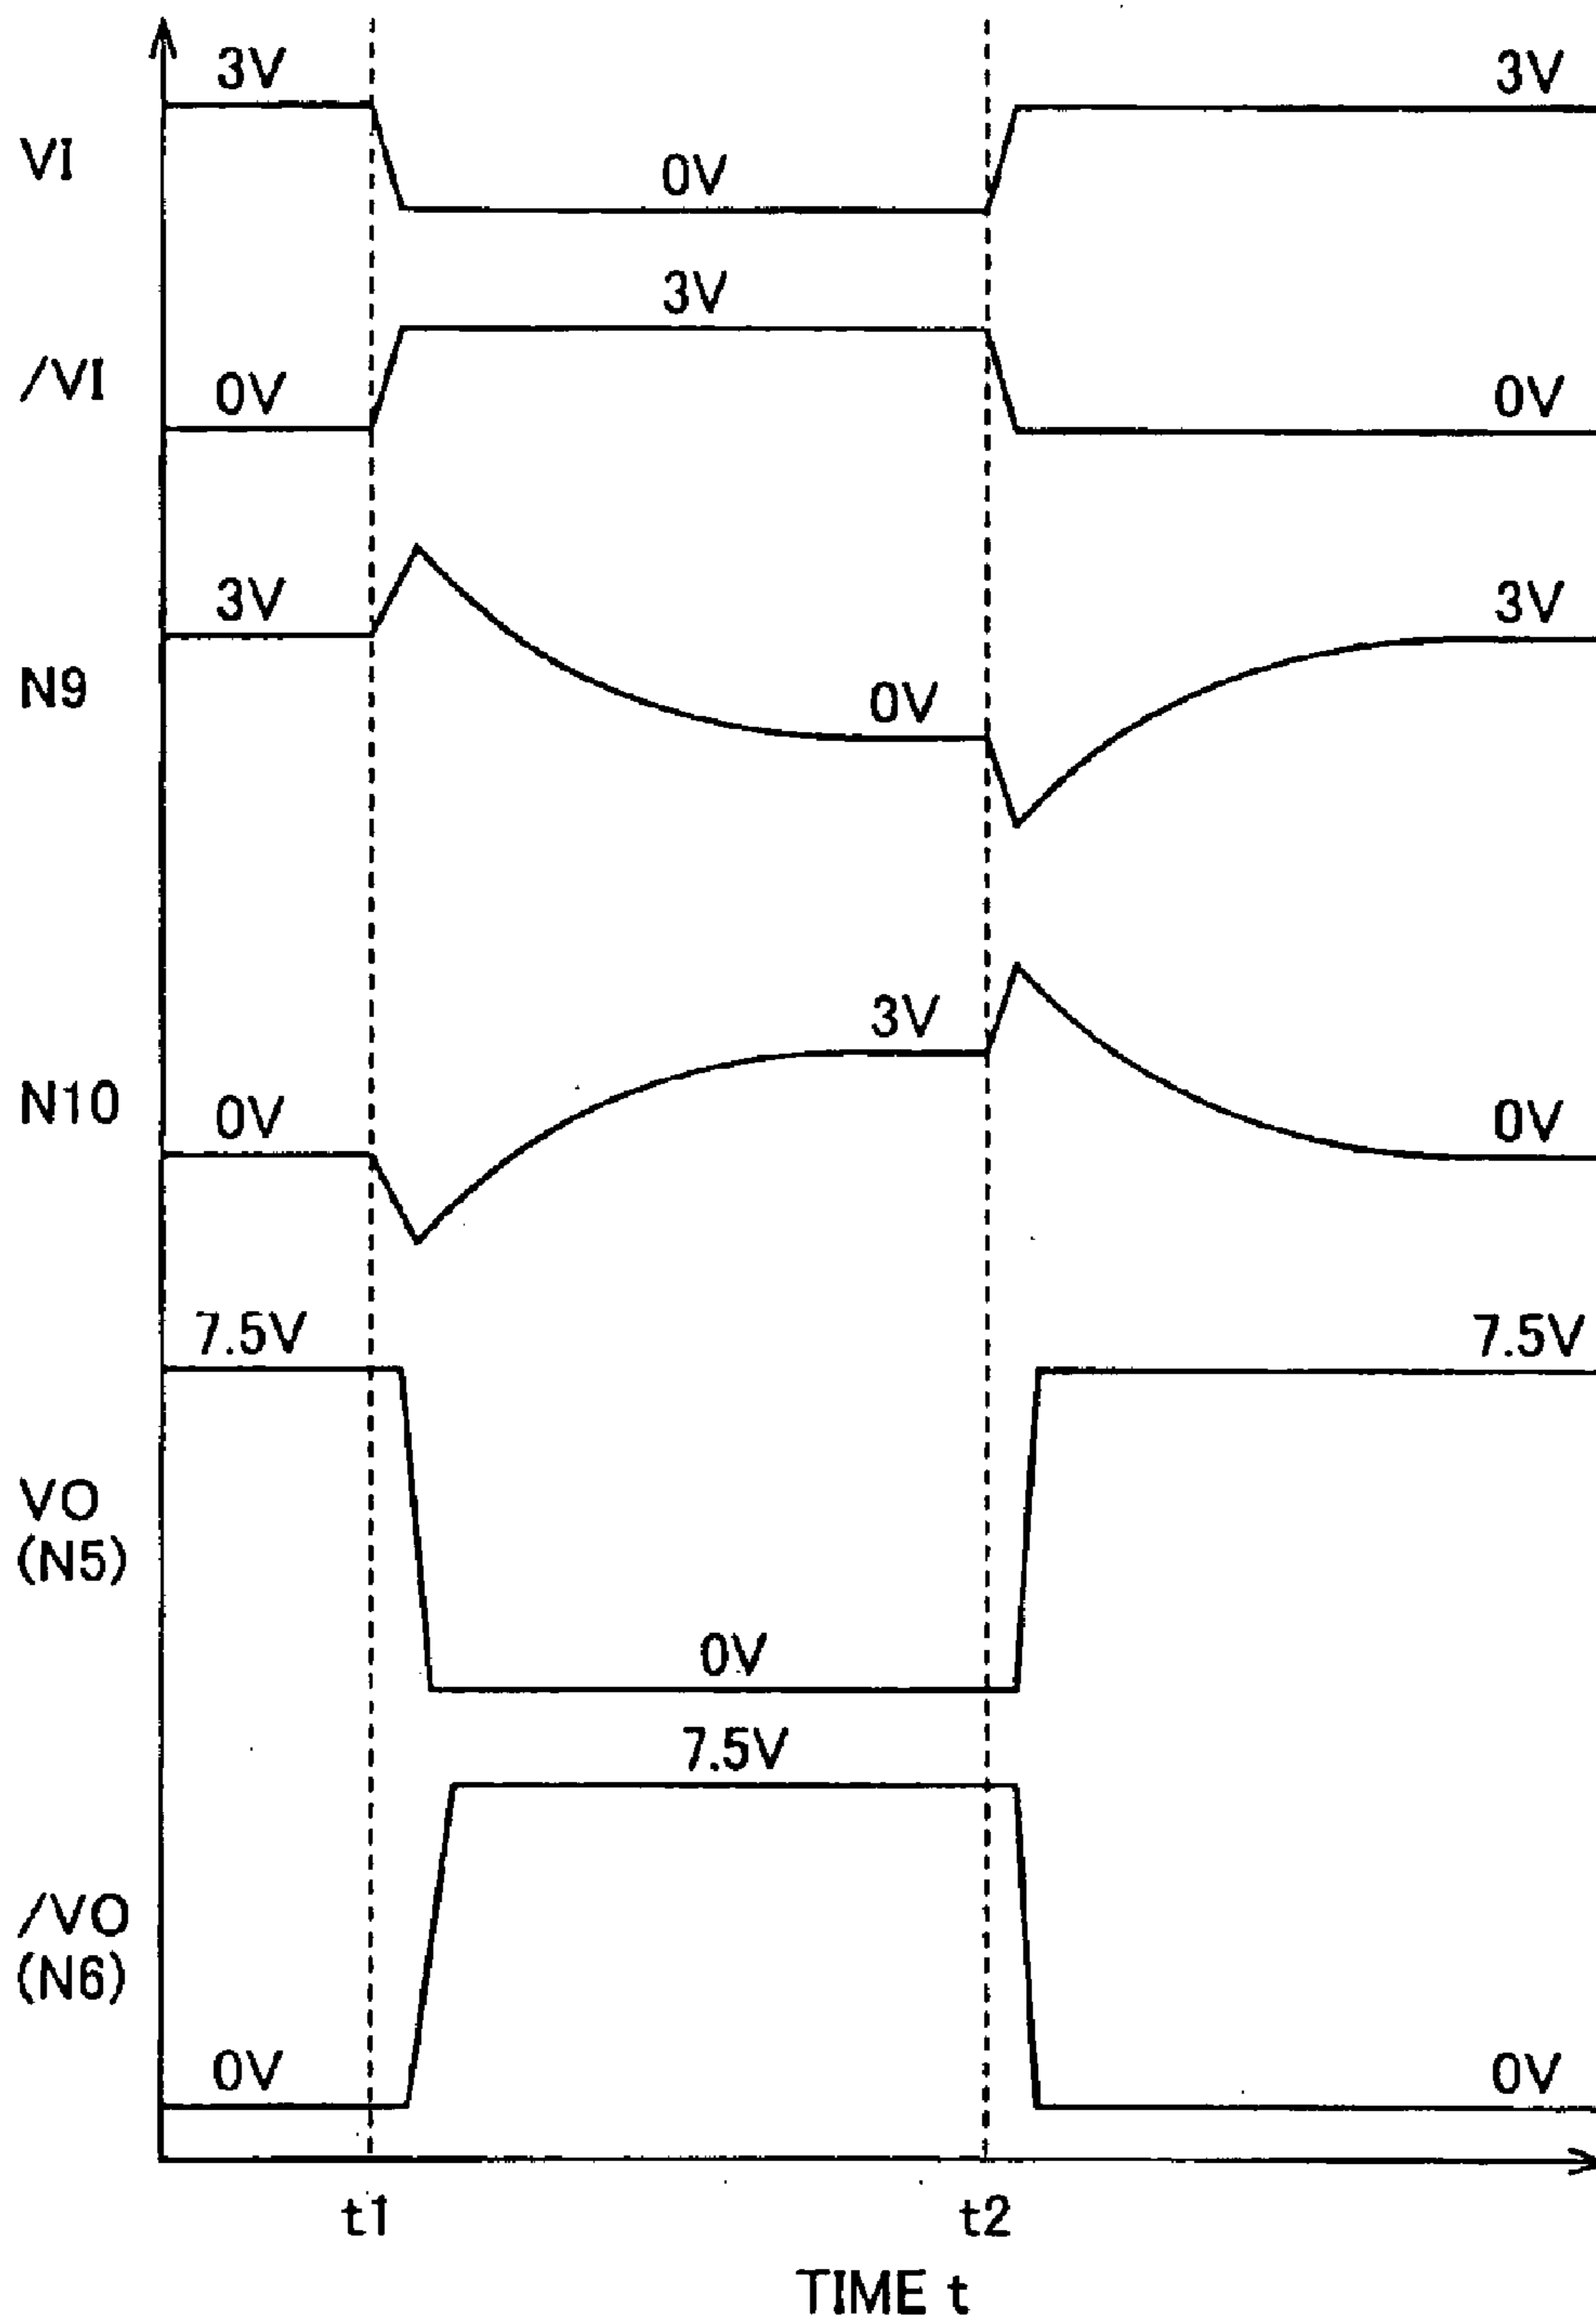 3V 3V
VI
0V
3V
/VI
0V 0V
3V 3V
N9
0V
3V
N10
0V 0V
7.5V 7.5V
VO
(N5)
0V
7.5V
/VO
(N6)
0V 0V
t1 t2
TIME t